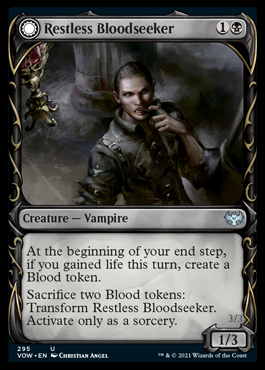 Restless Bloodseeker 1
Creature — Vampire
At the beginning of your end step,
if you gained life this turn, create a
Blood token.
Sacrifice two Blood tokens:
Transform Restless Bloodseeker.
Activate only as a sorcery.
3/3
1/3
295 U
VOW • EN Christian Angel
™ & © 2021 Wizards of the Coast